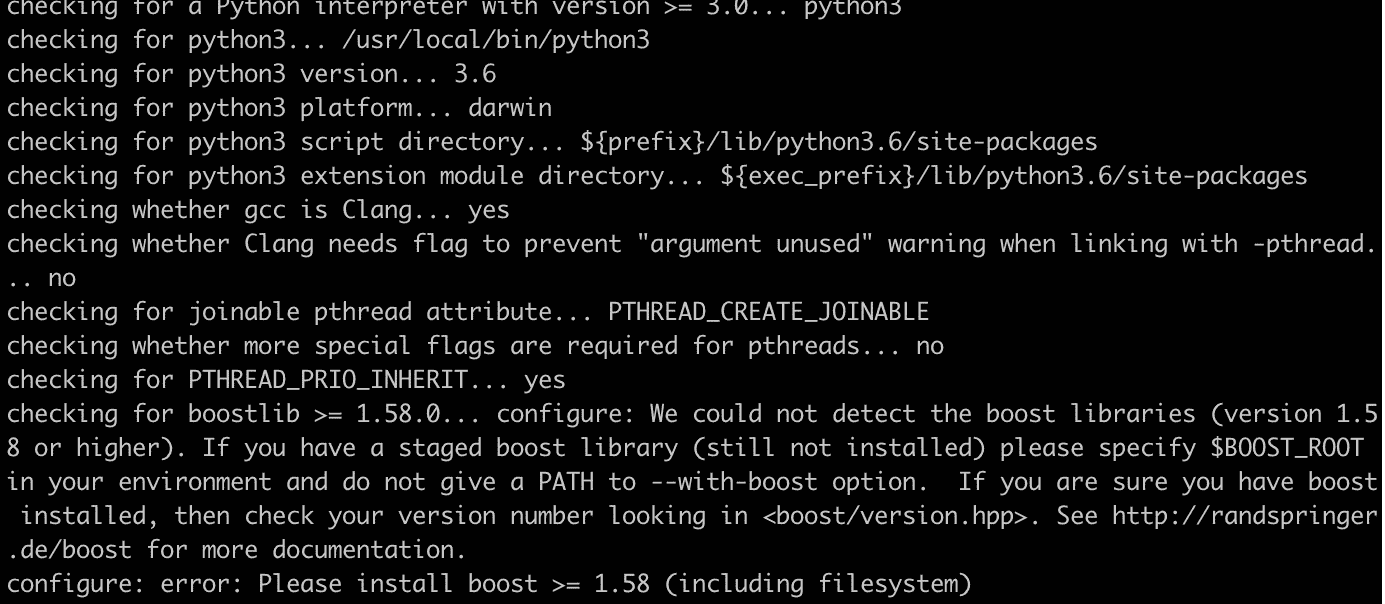 checking for a Python interpreter with version >= 3.0... python3
checking for python3... /usr/local/bin/python3
checking for python3 version... 3.6
checking for python3 platform... darwin
checking for python3 script directory... ${prefix}/lib/python3.6/site-packages
checking for python3 extension module directory... ${exec_prefix}/lib/python3.6/site-packages
checking whether gcc is Clang... yes
checking whether Clang needs flag to prevent "argument unused" warning when linking with -pthread.
.. no
checking for joinable pthread attribute... PTHREAD_CREATE_JOINABLE
checking whether more special flags are required for pthreads... no
checking for PTHREAD_PRIO_INHERIT... yes
checking for boostlib >= 1.58.0... configure: We could not detect the boost libraries (version 1.5
8 or higher). If you have a staged boost library (still not installed) please specify $BOOST_ROOT
in your environment and do not give a PATH to --with-boost option.  If you are sure you have boost
 installed, then check your version number looking in <boost/version.hpp>. See http://randspringer
.de/boost for more documentation.
configure: error: Please install boost >= 1.58 (including filesystem)